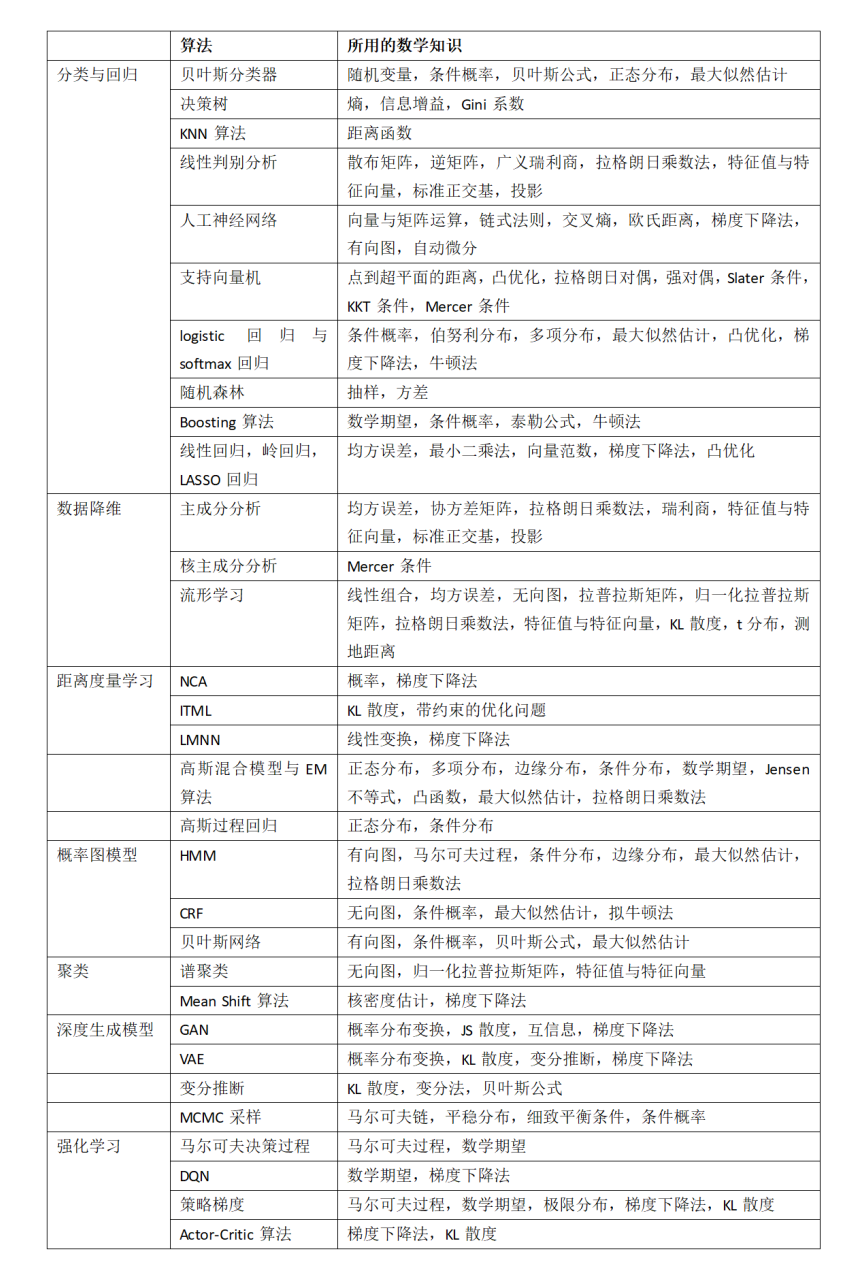 算法 所用的数学知识
分类与回归 贝叶斯分类器 随机变量，条件概率，贝叶斯公式，正态分布，最大似然估计
决策树 熵，信息增益，Gini 系数
KNN 算法 距离函数
线性判别分析 散布矩阵，逆矩阵，广义瑞利商，拉格朗日乘数法，特征值与特
征向量，标准正交基，投影
人工神经网络 向量与矩阵运算，链式法则，交叉熵，欧氏距离，梯度下降法，
有向图，自动微分
支持向量机 点到超平面的距离，凸优化，拉格朗日对偶，强对偶，Slater 条件，
KKT 条件，Mercer 条件
logistic 回归与 条件概率，伯努利分布，多项分布，最大似然估计，凸优化，梯
softmax 回归 度下降法，牛顿法
随机森林 抽样，方差
Boosting 算法 数学期望，条件概率，泰勒公式，牛顿法
线性回归，岭回归， 均方误差，最小二乘法，向量范数，梯度下降法，凸优化
LASSO 回归
数据降维 主成分分析 均方误差，协方差矩阵，拉格朗日乘数法，瑞利商，特征值与特
征向量，标准正交基，投影
核主成分分析 Mercer 条件
流形学习 线性组合，均方误差，无向图，拉普拉斯矩阵，归一化拉普拉斯
矩阵，拉格朗日乘数法，特征值与特征向量，KL 散度，t 分布，测
地距离
距离度量学习 NCA 概率，梯度下降法
ITML KL 散度，带约束的优化问题
LMNN 线性变换，梯度下降法
高斯混合模型与 EM 正态分布，多项分布，边缘分布，条件分布，数学期望，Jensen
算法 不等式，凸函数，最大似然估计，拉格朗日乘数法
高斯过程回归 正态分布，条件分布
概率图模型 HMM 有向图，马尔可夫过程，条件分布，边缘分布，最大似然估计，
拉格朗日乘数法
CRF 无向图，条件概率，最大似然估计，拟牛顿法
贝叶斯网络 有向图，条件概率，贝叶斯公式，最大似然估计
聚类 谱聚类 无向图，归一化拉普拉斯矩阵，特征值与特征向量
Mean Shift 算法 核密度估计，梯度下降法
深度生成模型 GAN 概率分布变换，JS 散度，互信息，梯度下降法
VAE 概率分布变换，KL 散度，变分推断，梯度下降法
变分推断 KL 散度，变分法，贝叶斯公式
MCMC 采样 马尔可夫链，平稳分布，细致平衡条件，条件概率
强化学习 马尔可夫决策过程 马尔可夫过程，数学期望
DQN 数学期望，梯度下降法
策略梯度 马尔可夫过程，数学期望，极限分布，梯度下降法，KL 散度
Actor-Critic 算法 梯度下降法，KL 散度